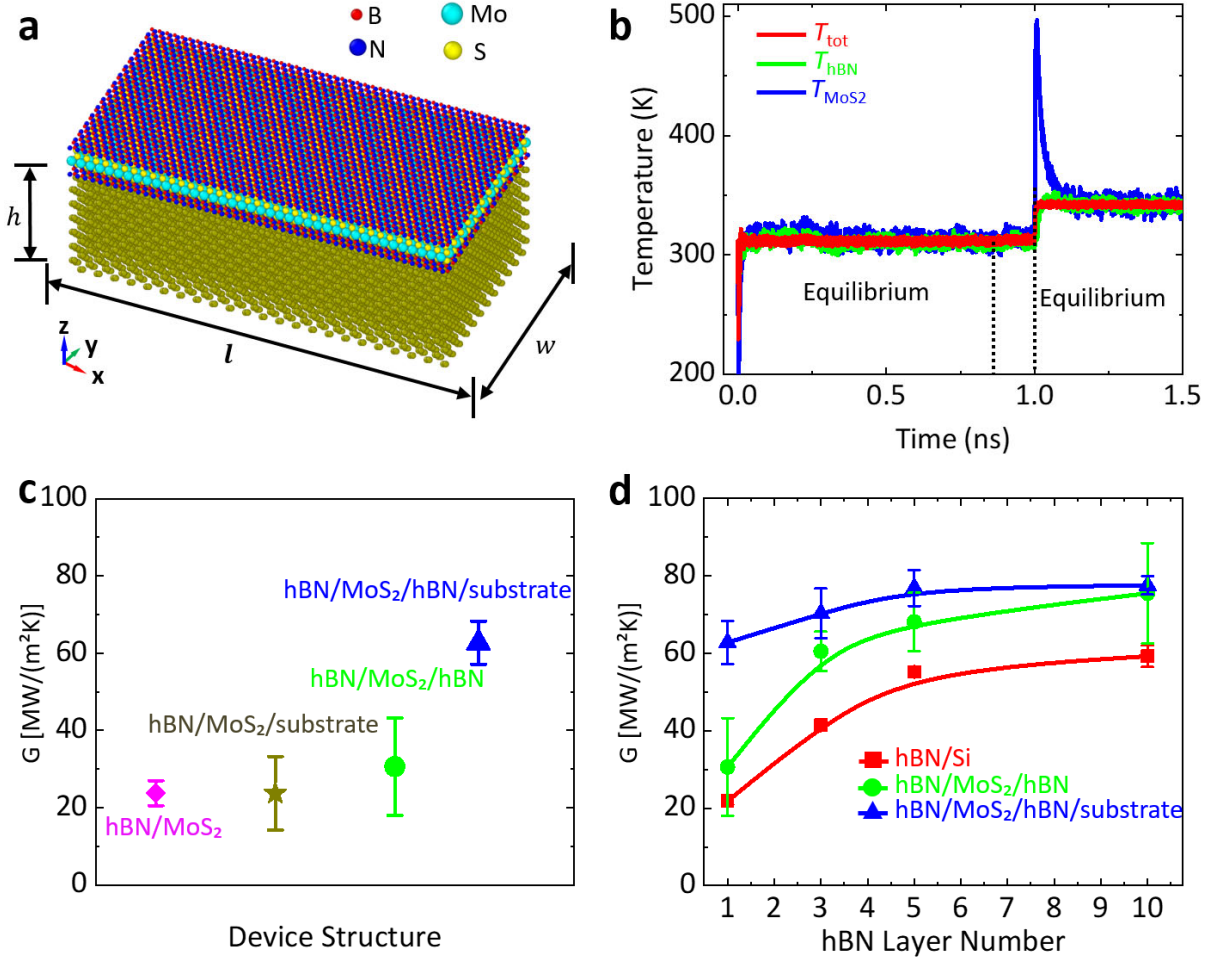 a
B
Mo
N
S
h
l
w
z
y
x
b
Temperature (K)
500
400
300
200
T_tot
T_hBN
T_MoS2
Equilibrium
Equilibrium
0.0 0.5 1.0 1.5
Time (ns)
c
G [MW/(m²K)]
100
80
60
40
20
0
hBN/MoS₂/hBN/substrate
hBN/MoS₂/hBN
hBN/MoS₂/substrate
hBN/MoS₂
Device Structure
d
G [MW/(m²K)]
100
80
60
40
20
0
hBN/Si
hBN/MoS₂/hBN
hBN/MoS₂/hBN/substrate
1 2 3 4 5 6 7 8 9 10
hBN Layer Number